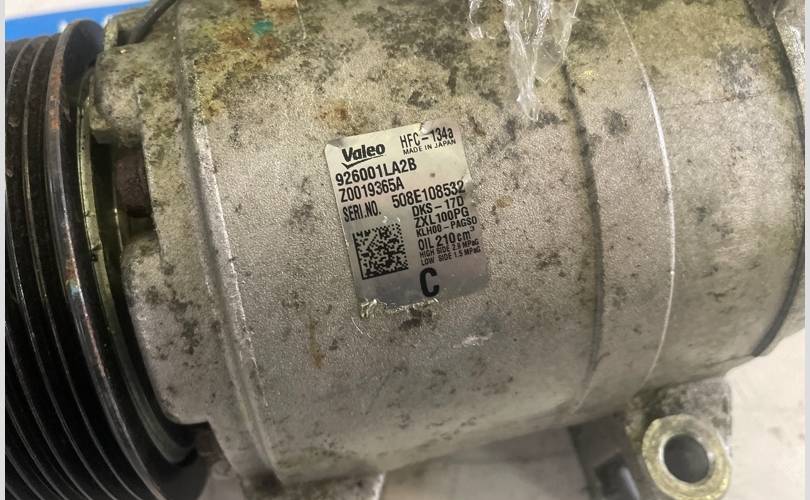 Valeo HFC-134a
MADE IN JAPAN
926001LA2B
Z0019365A
SERI.NO. 508E108532
DKS-17D
ZXL100PG
KLH00-PAGS0
OIL 210cm³
HIGH SIDE 2.9 MPaG
LOW SIDE 1.5 MPaG
C